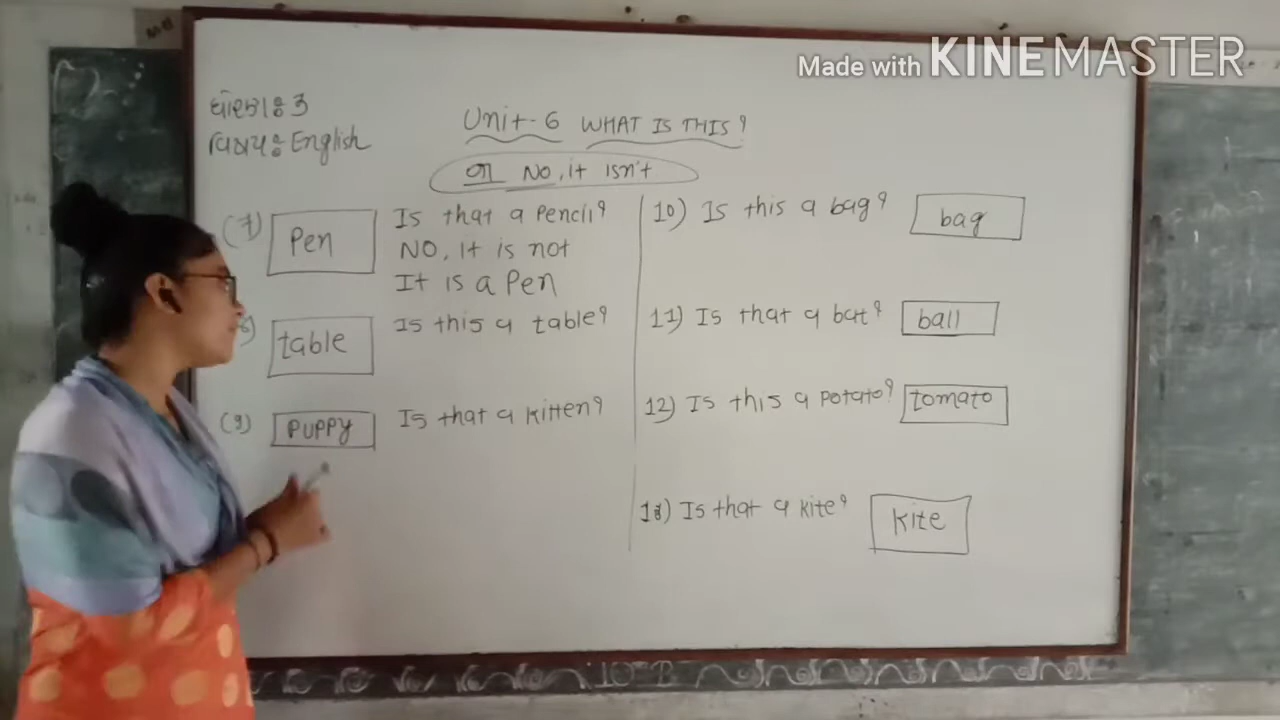 Made with KINEMASTER
ધોરણઃ ૩
વિષયઃ English
Unit-6 WHAT IS THIS?
No, it isn't
Pen
Is that a Pencil?
NO, It is not
It is a Pen
table
Is this a table?
(9) PUPPY Is that a kitten?
10) Is this a bag? bag
11) Is that a bat? ball
12) Is this a potato? tomato
Is that a kite? kite